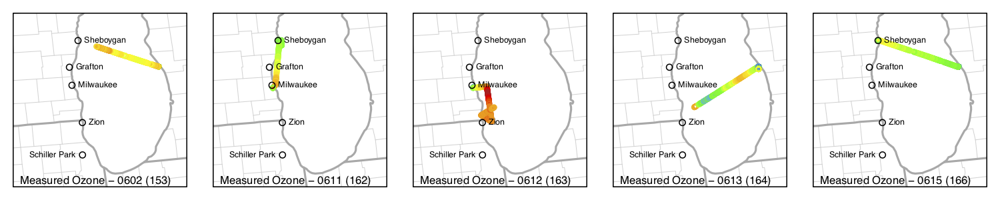 Sheboygan
Grafton
Milwaukee
Zion
Schiller Park
Measured Ozone – 0602 (153)
Sheboygan
Grafton
Milwaukee
Zion
Schiller Park
Measured Ozone – 0611 (162)
Sheboygan
Grafton
Milwaukee
Zion
Schiller Park
Measured Ozone – 0612 (163)
Sheboygan
Grafton
Milwaukee
Zion
Schiller Park
Measured Ozone – 0613 (164)
Sheboygan
Grafton
Milwaukee
Zion
Schiller Park
Measured Ozone – 0615 (166)